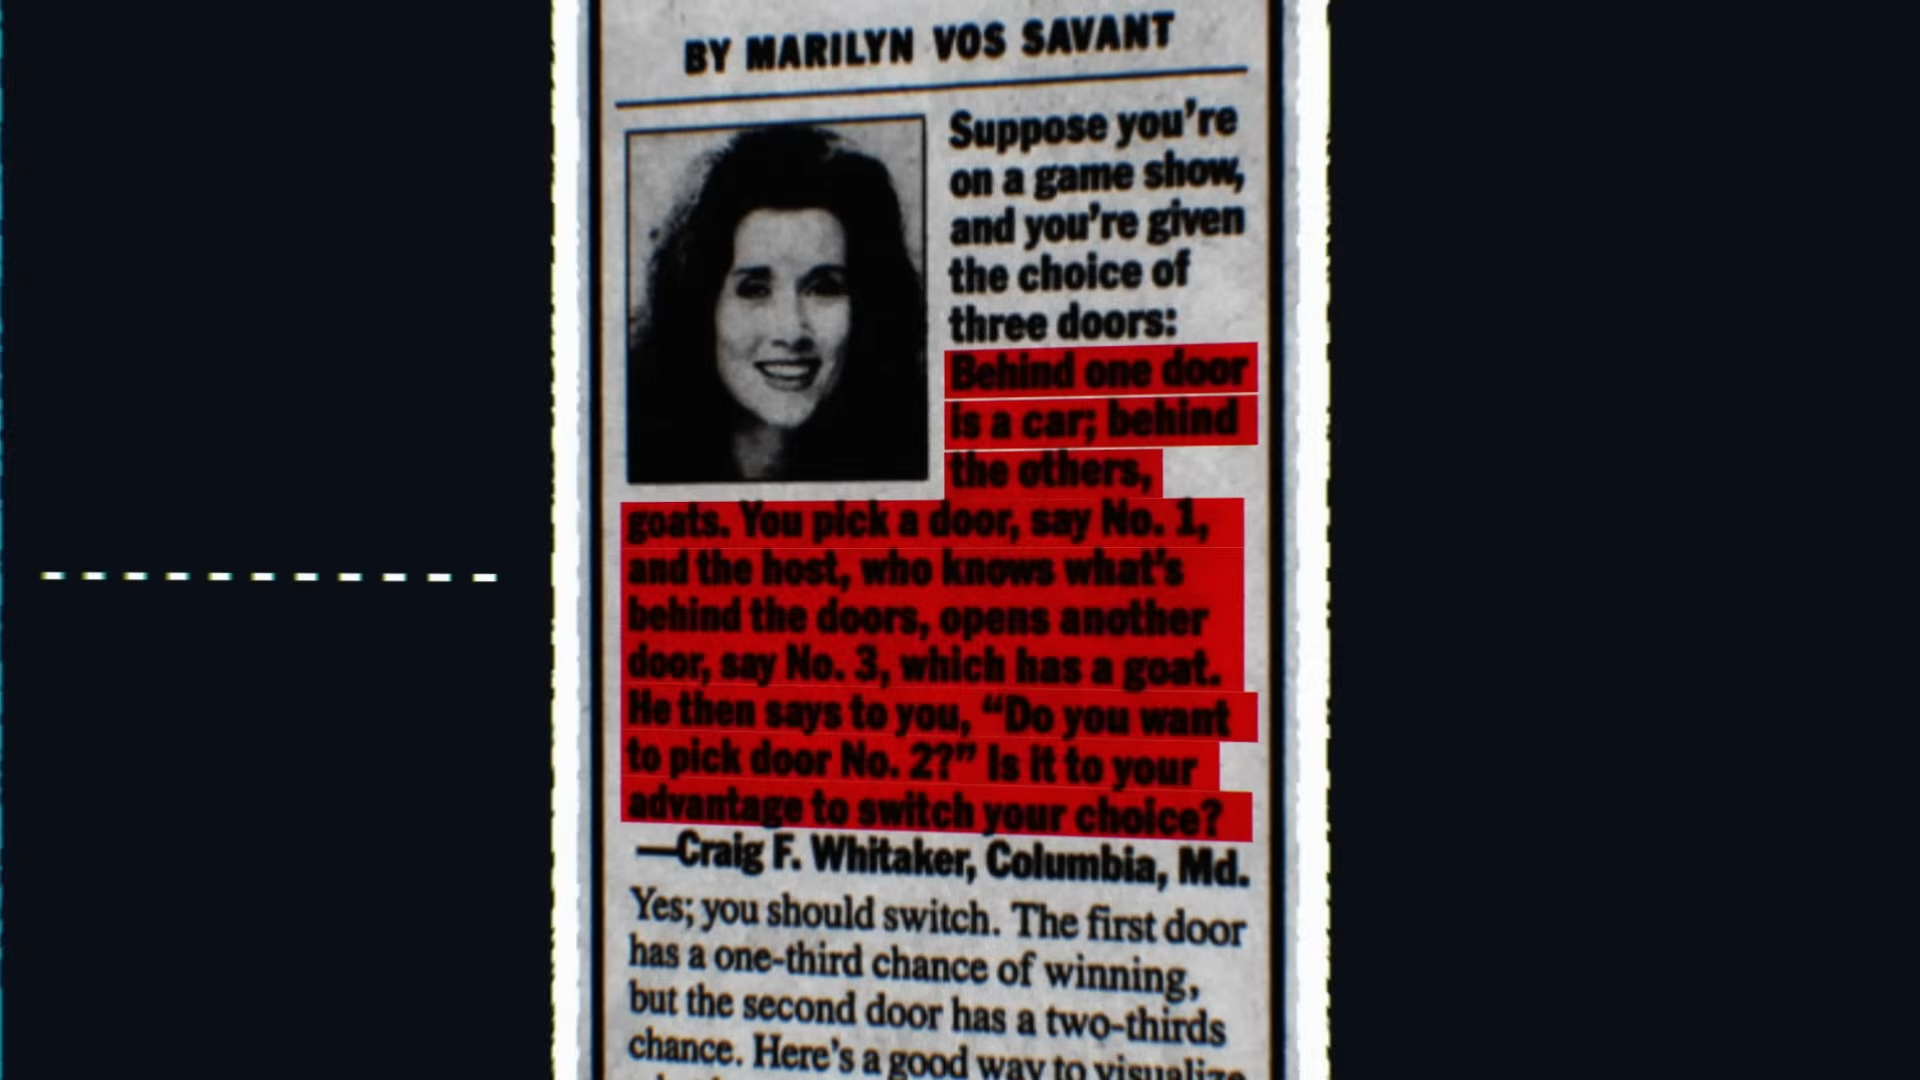 BY MARILYN VOS SAVANT
Suppose you're
on a game show,
and you're given
the choice of
three doors:
Behind one door
is a car; behind
the others,
goats. You pick a door, say No. 1,
and the host, who knows what's
behind the doors, opens another
door, say No. 3, which has a goat.
He then says to you, “Do you want
to pick door No. 2?” Is it to your
advantage to switch your choice?
—Craig F. Whitaker, Columbia, Md.
Yes; you should switch. The first door
has a one-third chance of winning,
but the second door has a two-thirds
chance. Here's a good way to visualize